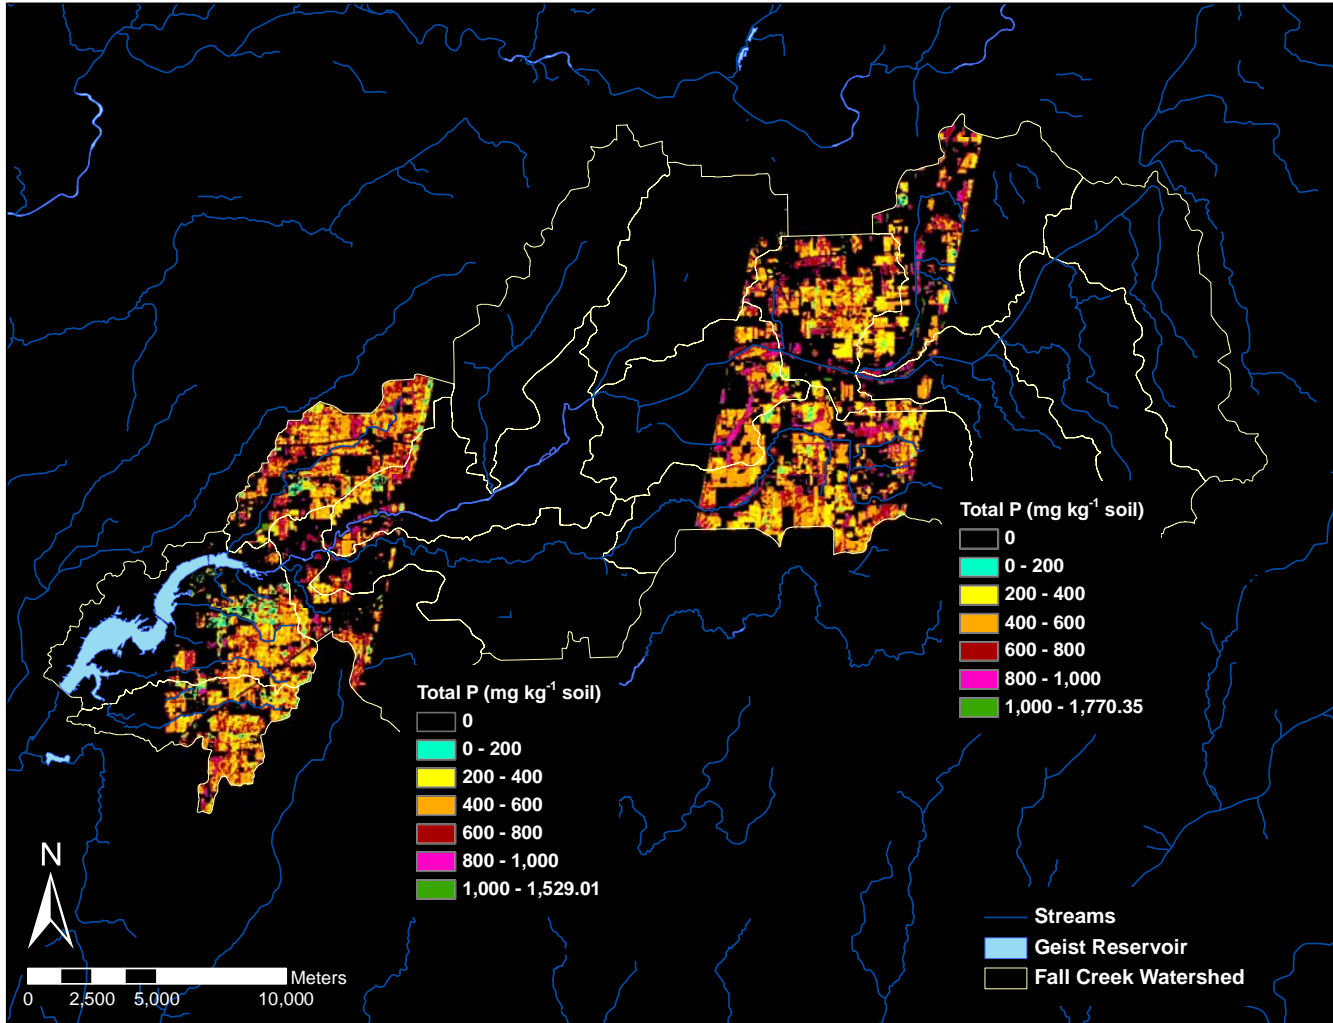 Total P (mg kg-1 soil)
0
0 - 200
200 - 400
400 - 600
600 - 800
800 - 1,000
1,000 - 1,770.35
Total P (mg kg-1 soil)
0
0 - 200
200 - 400
400 - 600
600 - 800
800 - 1,000
1,000 - 1,529.01
N
Meters
0 2,500 5,000 10,000
Streams
Geist Reservoir
Fall Creek Watershed